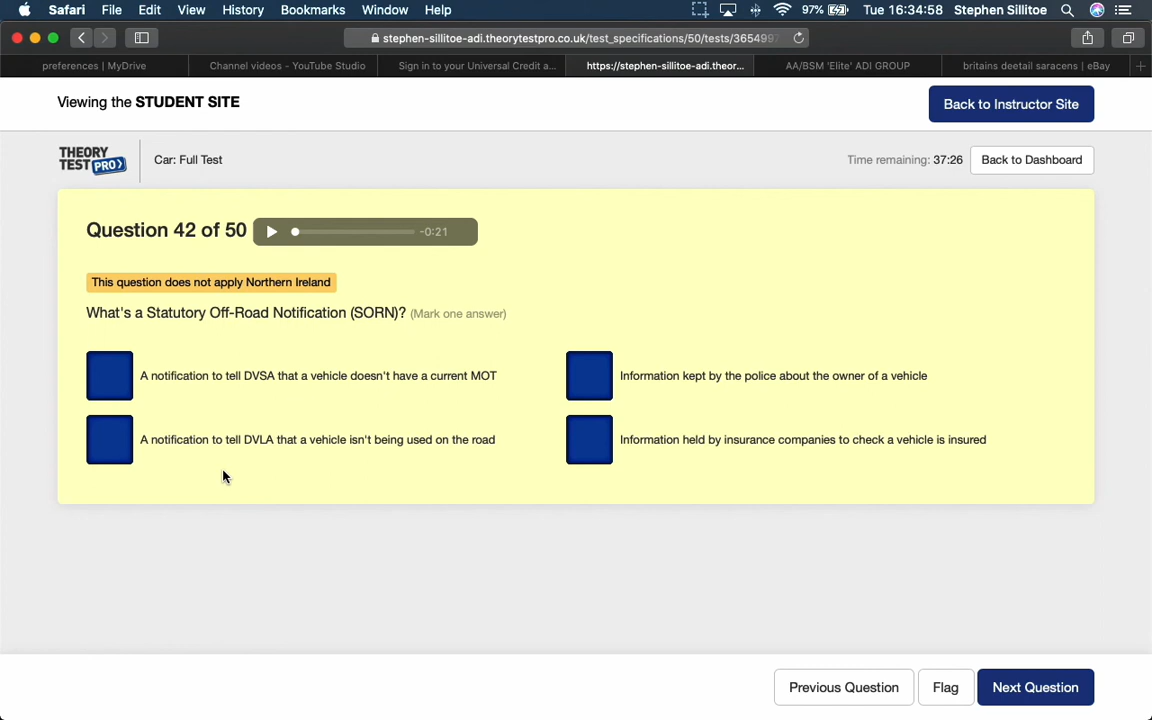 Safari File Edit View History Bookmarks Window Help 97% Tue 16:34:58 Stephen Sillitoe
stephen-sillitoe-adi.theorytestpro.co.uk/test_specifications/50/tests/3654997
preferences | MyDrive Channel videos - YouTube Studio Sign in to your Universal Credit a... https://stephen-sillitoe-adi.theor... AA/BSM 'Elite' ADI GROUP britains deetail saracens | eBay
Viewing the STUDENT SITE Back to Instructor Site
THEORY
TEST PRO Car: Full Test Time remaining: 37:26 Back to Dashboard
Question 42 of 50 -0:21
This question does not apply Northern Ireland
What's a Statutory Off-Road Notification (SORN)? (Mark one answer)
A notification to tell DVSA that a vehicle doesn't have a current MOT
Information kept by the police about the owner of a vehicle
A notification to tell DVLA that a vehicle isn't being used on the road
Information held by insurance companies to check a vehicle is insured
Previous Question Flag Next Question